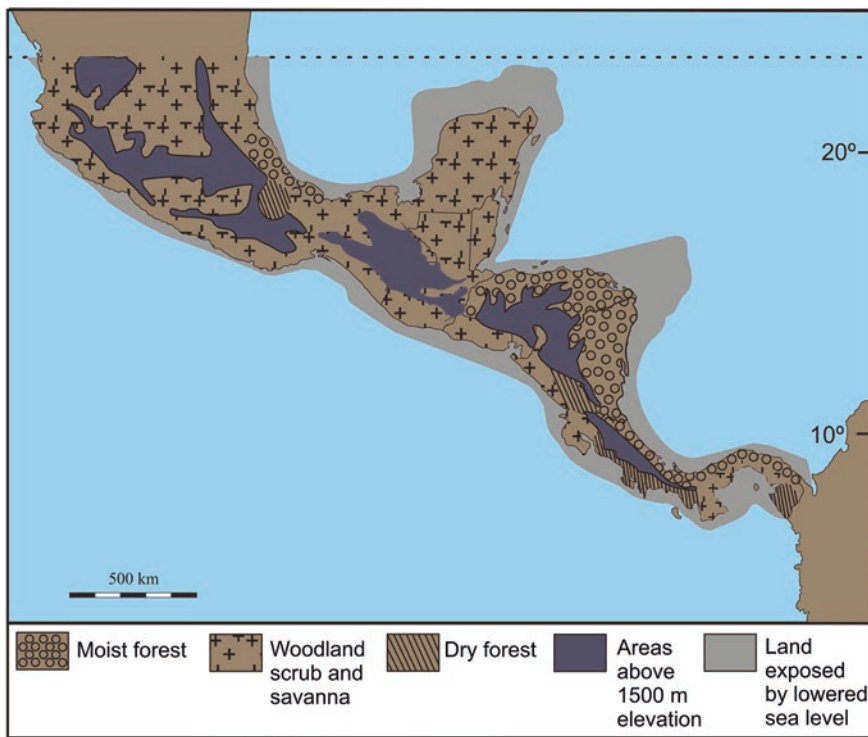 20º
10º
500 km
Moist forest
Woodland
scrub and
savanna
Dry forest
Areas
above
1500 m
elevation
Land
exposed
by lowered
sea level